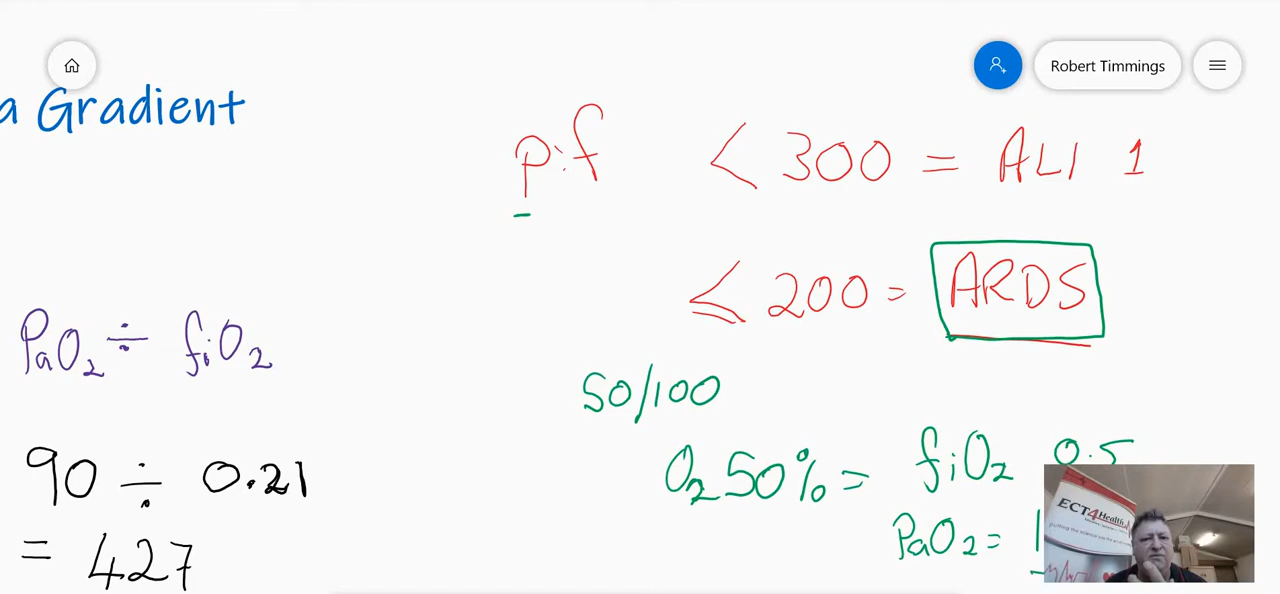 Robert Timmings
a Gradient
p:f < 300 = ALI 1
≤ 200 = ARDS
PaO2 ÷ fiO2
50/100
90 ÷ 0.21
O2 50% = fiO2 0.5
= 427
PaO2 =
ECT4Health